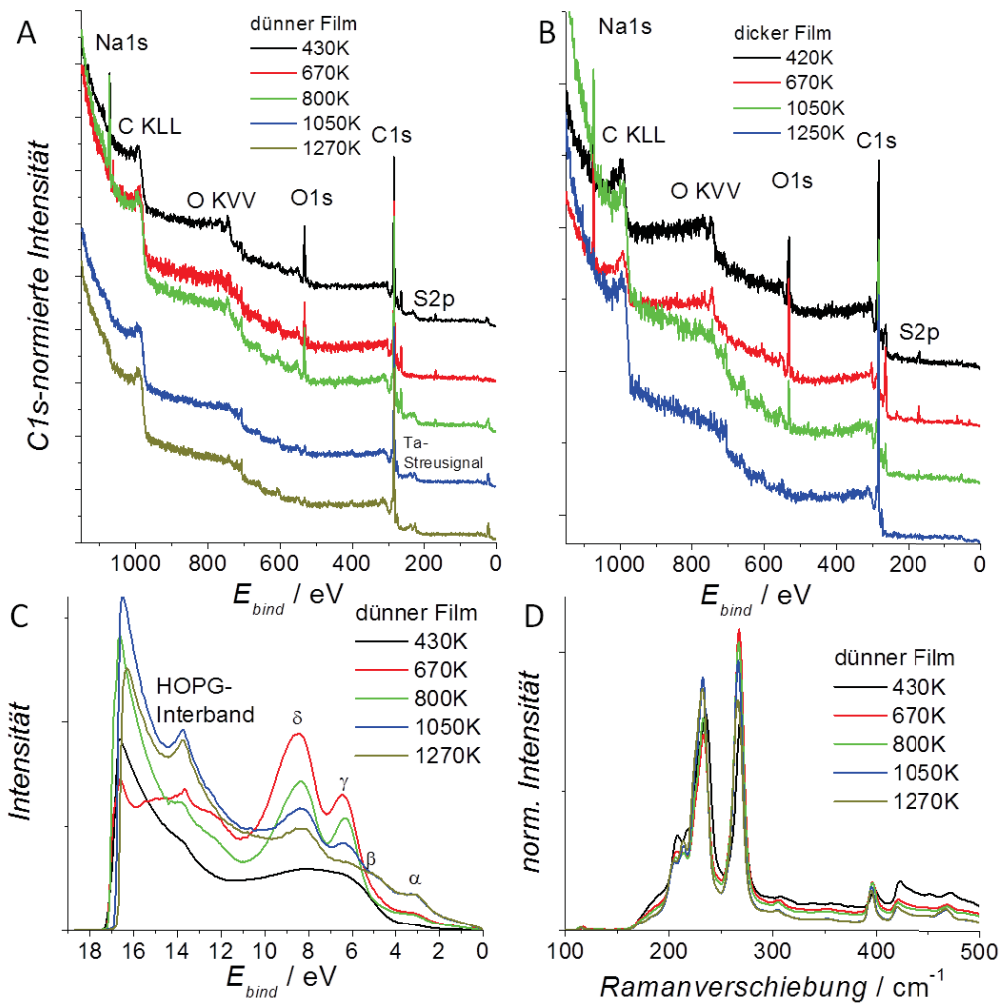 A
Na1s
C KLL
O KVV
O1s
C1s
S2p
Ta-
Streusignal
dünner Film
430K
670K
800K
1050K
1270K
C1s-normierte Intensität
1000 800 600 400 200 0
E bind / eV
B
Na1s
C KLL
O KVV
O1s
C1s
S2p
dicker Film
420K
670K
1050K
1250K
1000 800 600 400 200 0
E bind / eV
C
HOPG-
Interband
δ
γ
β
α
dünner Film
430K
670K
800K
1050K
1270K
Intensität
18 16 14 12 10 8 6 4 2 0
E bind / eV
D
dünner Film
430K
670K
800K
1050K
1270K
norm. Intensität
100 200 300 400 500
Ramanverschiebung / cm⁻¹